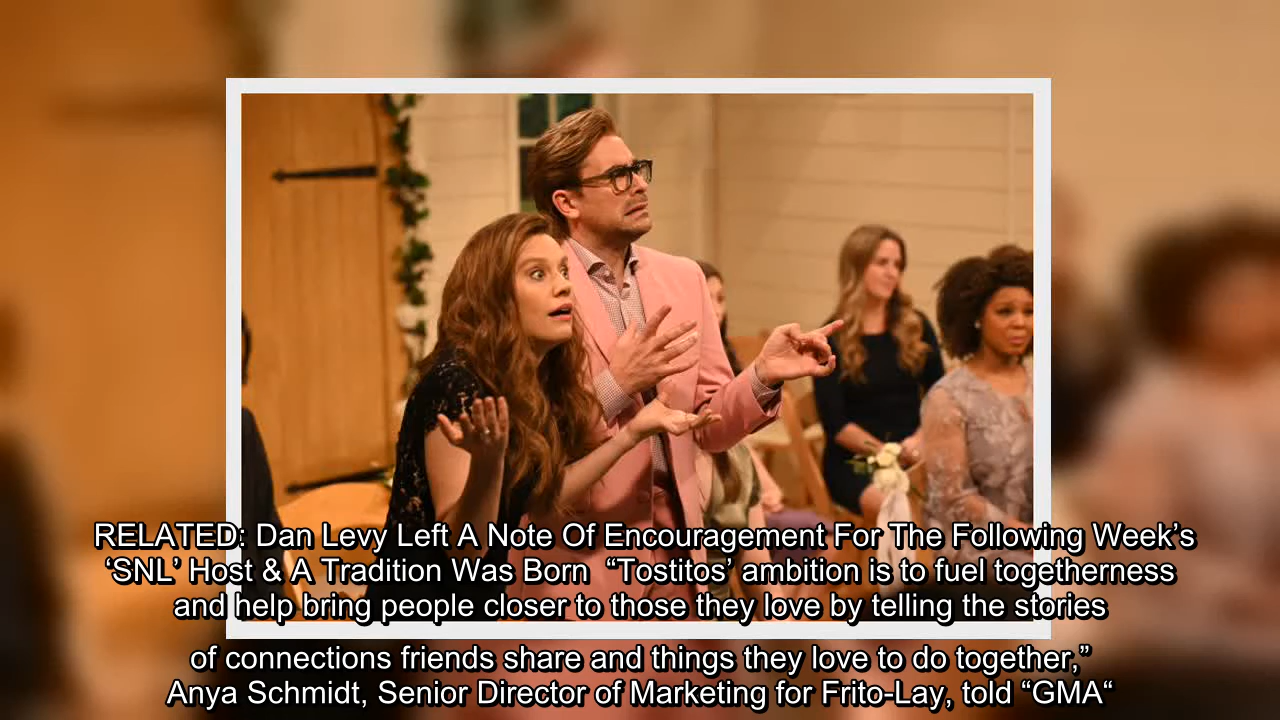 RELATED: Dan Levy Left A Note Of Encouragement For The Following Week’s
‘SNL’ Host & A Tradition Was Born  “Tostitos’ ambition is to fuel togetherness
and help bring people closer to those they love by telling the stories
of connections friends share and things they love to do together,”
Anya Schmidt, Senior Director of Marketing for Frito-Lay, told “GMA“